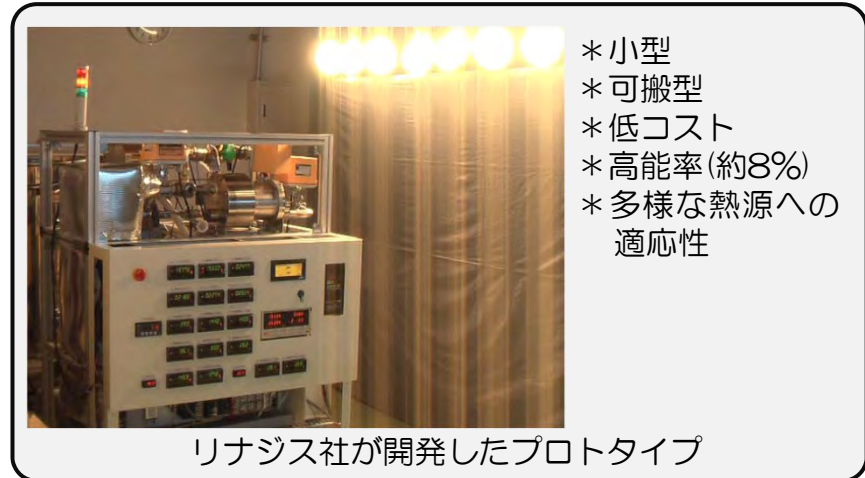 ＊小型
＊可搬型
＊低コスト
＊高能率(約8%)
＊多様な熱源への
適応性
リナジス社が開発したプロトタイプ